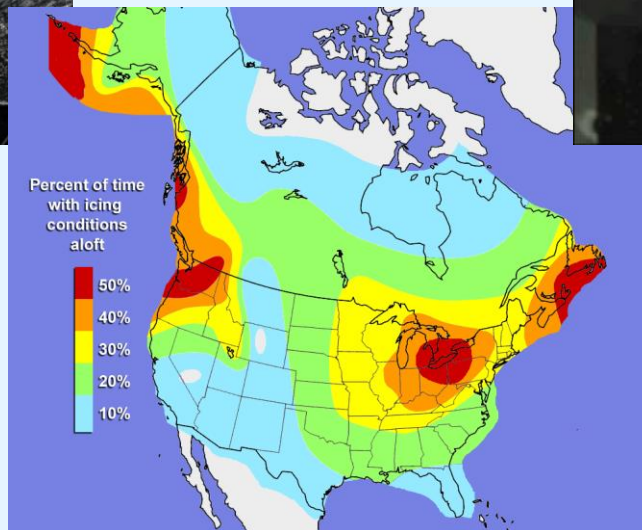 Percent of time
with icing
conditions
aloft
50%
40%
30%
20%
10%